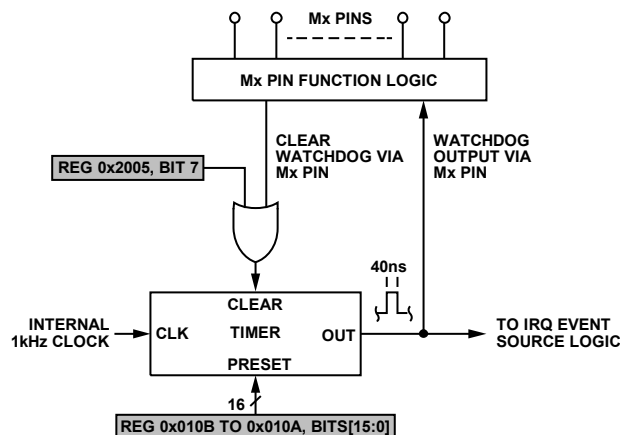 Mx PINS
Mx PIN FUNCTION LOGIC
CLEAR
WATCHDOG VIA
Mx PIN
WATCHDOG
OUTPUT VIA
Mx PIN
REG 0x2005, BIT 7
40ns
INTERNAL
1kHz CLOCK
CLEAR
CLK
TIMER
OUT
PRESET
TO IRQ EVENT
SOURCE LOGIC
16
REG 0x010B TO 0x010A, BITS[15:0]